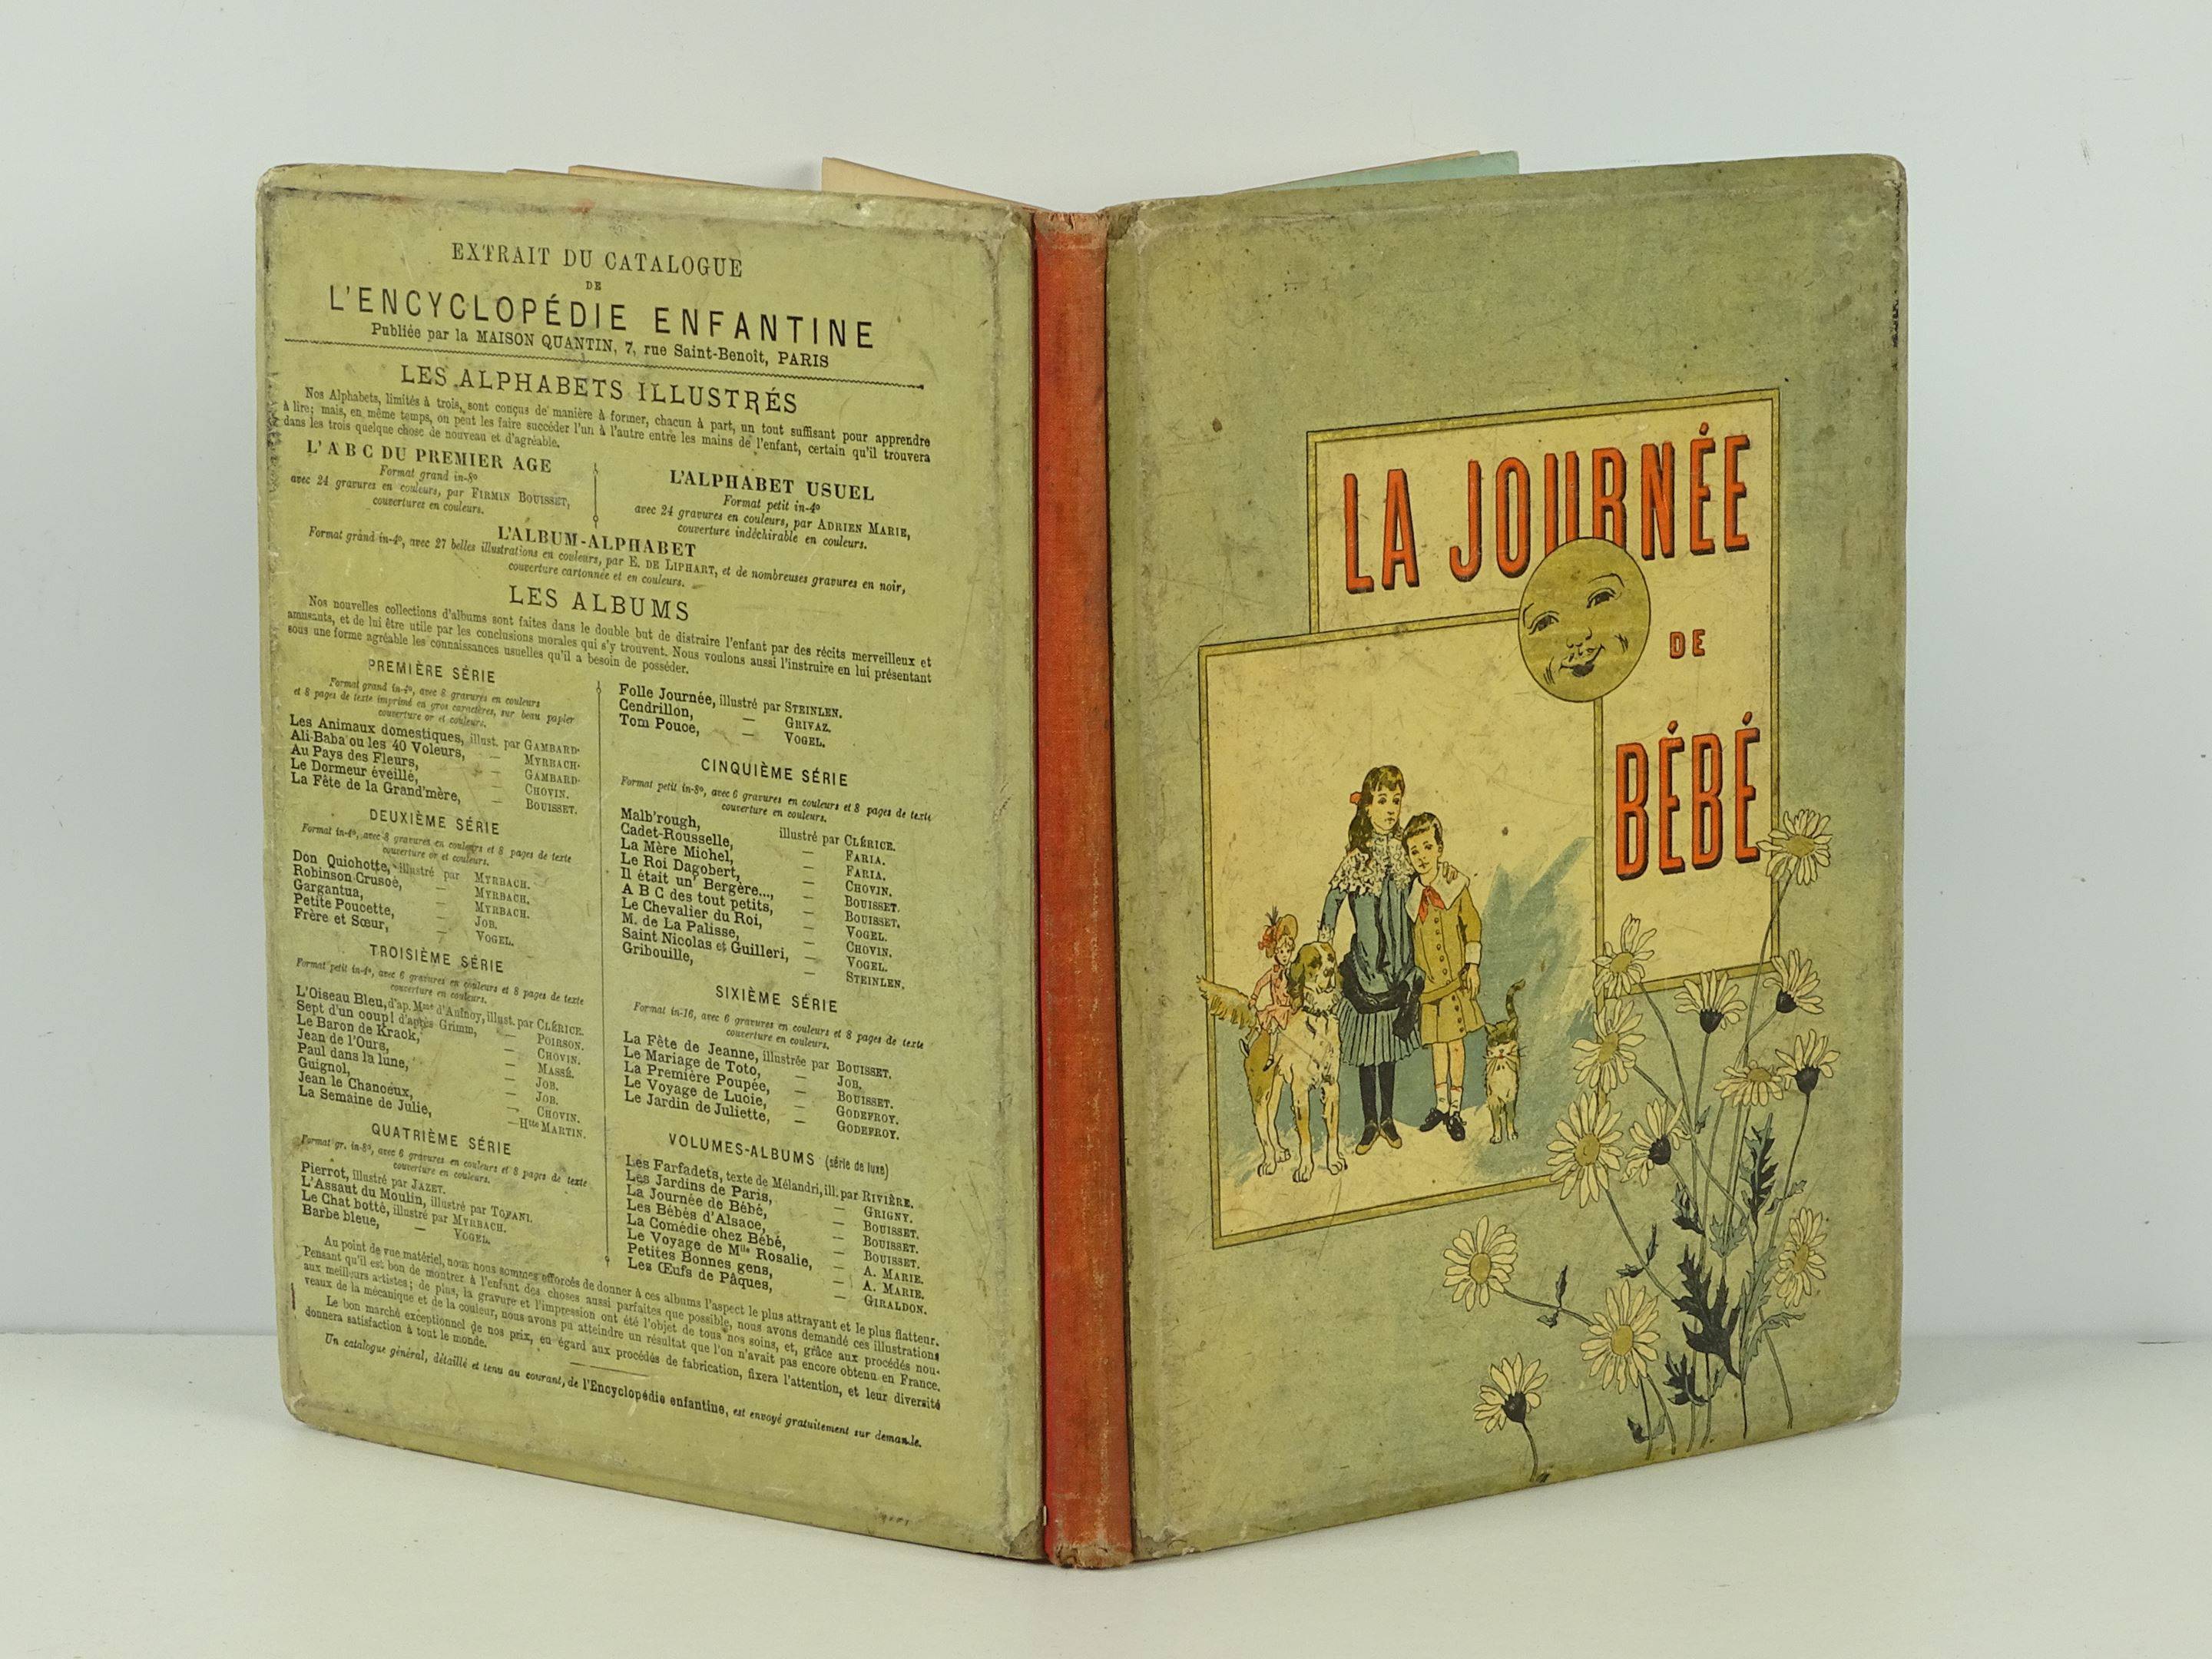 EXTRAIT DU CATALOGUE
DE
L'ENCYCLOPÉDIE ENFANTINE
Publiée par la MAISON QUANTIN, 7, rue Saint-Benoît, PARIS
LES ALPHABETS ILLUSTRÉS
Nos Alphabets, limités à trois, sont conçus de manière à former, chacun à part, un tout suffisant pour apprendre
à lire; mais, en même temps, on peut les faire succéder l'un à l'autre entre les mains de l'enfant, certain qu'il trouvera
dans les trois quelque chose de nouveau et d'agréable.
L'A B C DU PREMIER AGE
Format grand in-8º
avec 24 gravures en couleurs, par FIRMIN BOUISSET,
couvertures en couleurs.
L'ALPHABET USUEL
Format petit in-4º
avec 24 gravures en couleurs, par ADRIEN MARIE,
couverture indéchirable en couleurs.
L'ALBUM-ALPHABET
Format grand in-4º, avec 27 belles illustrations en couleurs, par E. DE LIPHART, et de nombreuses gravures en noir,
couverture cartonnée et en couleurs.
LES ALBUMS
Nos nouvelles collections d'albums sont faites dans le double but de distraire l'enfant par des récits merveilleux et
amusants, et de lui être utile par les conclusions morales qui s'y trouvent. Nous voulons aussi l'instruire en lui présentant
sous une forme agréable les connaissances usuelles qu'il a besoin de posséder.
PREMIÈRE SÉRIE
Format grand in-4º, avec 8 gravures en couleurs
et 8 pages de texte imprimé en gros caractères, sur beau papier
couverture or et couleurs.
Les Animaux domestiques, illust. par GAMBARD.
Ali-Baba ou les 40 Voleurs, — MYRBACH.
Au Pays des Fleurs, — GAMBARD.
Le Dormeur éveillé, — CHOVIN.
La Fête de la Grand'mère, — BOUISSET.
DEUXIÈME SÉRIE
Format in-4º, avec 8 gravures en couleurs et 8 pages de texte
couverture or et couleurs.
Don Quichotte, illustré par MYRBACH.
Robinson Crusoé, — MYRBACH.
Gargantua, — MYRBACH.
Petite Poucette, — JOB.
Frère et Sœur, — VOGEL.
TROISIÈME SÉRIE
Format petit in-4º, avec 6 gravures en couleurs et 8 pages de texte
couverture en couleurs.
L'Oiseau Bleu, d'ap. Mme d'Aulnoy, illust. par CLÉRICE.
Sept d'un coup! d'après Grimm, — POIRSON.
Le Baron de Krack, — CHOVIN.
Jean de l'Ours, — MASSÉ.
Paul dans la lune, — JOB.
Guignol, — JOB.
Jean le Chanceux, — CHOVIN.
La Semaine de Julie, — Htte MARTIN.
QUATRIÈME SÉRIE
Format gr. in-8º, avec 6 gravures en couleurs et 8 pages de texte
couverture en couleurs.
Pierrot, illustré par JAZET.
L'Assaut du Moulin, illustré par TOFANI.
Le Chat botté, illustré par MYRBACH.
Barbe bleue, — VOGEL.
Folle Journée, illustré par STEINLEN.
Cendrillon, — GRIVAZ.
Tom Pouce, — VOGEL.
CINQUIÈME SÉRIE
Format petit in-8º, avec 6 gravures en couleurs et 8 pages de texte
couverture en couleurs.
Malb'rough, illustré par CLÉRICE.
Cadet-Rousselle, — FARIA.
La Mère Michel, — FARIA.
Le Roi Dagobert, — CHOVIN.
Il était un' Bergère..., — BOUISSET.
A B C des tout petits, — BOUISSET.
Le Chevalier du Roi, — VOGEL.
M. de La Palisse, — CHOVIN.
Saint Nicolas et Guilleri, — VOGEL.
Gribouille, — STEINLEN.
SIXIÈME SÉRIE
Format in-16, avec 6 gravures en couleurs et 8 pages de texte
couverture en couleurs.
La Fête de Jeanne, illustrée par BOUISSET.
Le Mariage de Toto, — JOB.
La Première Poupée, — BOUISSET.
Le Voyage de Lucie, — GODEFROY.
Le Jardin de Juliette, — GODEFROY.
VOLUMES-ALBUMS (série de luxe)
Les Farfadets, texte de Mélandri, ill. par RIVIÈRE.
Les Jardins de Paris, — GRIGNY.
La Journée de Bébé, — BOUISSET.
Les Bébés d'Alsace, — BOUISSET.
La Comédie chez Bébé, — BOUISSET.
Le Voyage de Mlle Rosalie, — A. MARIE.
Petites Bonnes gens, — A. MARIE.
Les Œufs de Pâques, — GIRALDON.
Au point de vue matériel, nous nous sommes efforcés de donner à ces albums l'aspect le plus attrayant et le plus flatteur.
Pensant qu'il est bon de montrer à l'enfant des choses aussi parfaites que possible, nous avons demandé ces illustrations
aux meilleurs artistes; de plus, la gravure et l'impression ont été l'objet de tous nos soins, et, grâce aux procédés nou-
veaux de la mécanique et de la couleur, nous avons pu atteindre un résultat que l'on n'avait pas encore obtenu en France.
Le bon marché exceptionnel de nos prix, eu égard aux procédés de fabrication, fixera l'attention, et leur diversité
donnera satisfaction à tout le monde.
Un catalogue général, détaillé et tenu au courant, de l'Encyclopédie enfantine, est envoyé gratuitement sur demande.
LA JOURNÉE
DE
BÉBÉ